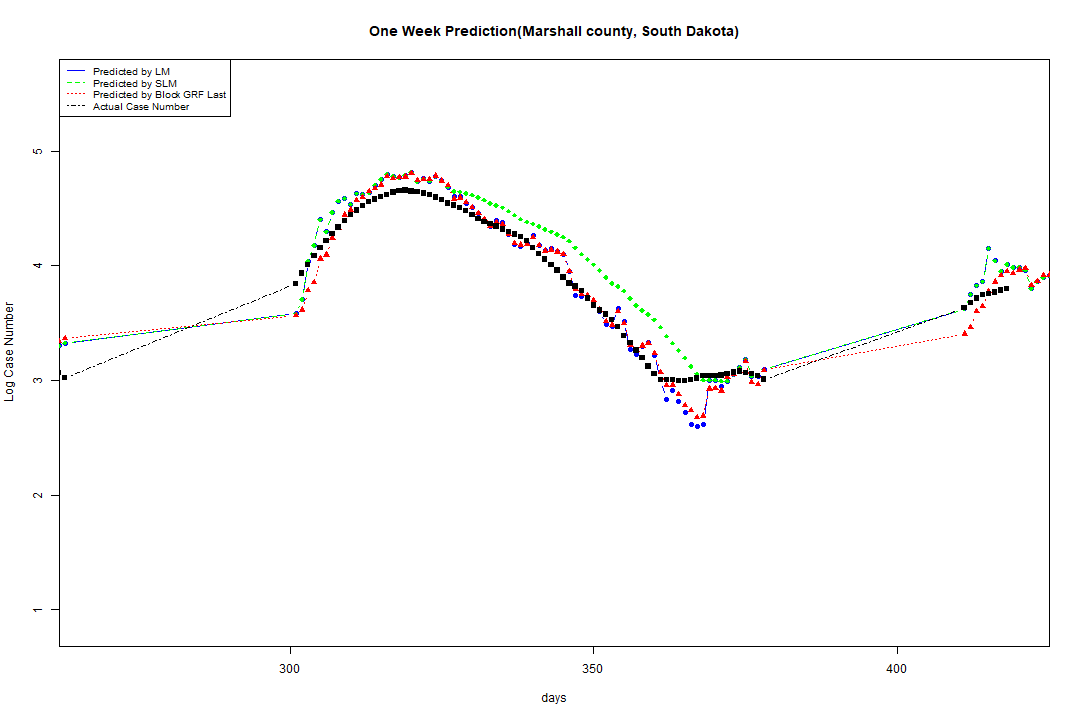 One Week Prediction(Marshall county, South Dakota)
Predicted by LM
Predicted by SLM
Predicted by Block GRF Last
Actual Case Number
5
4
3
2
1
Log Case Number
300
350
400
days